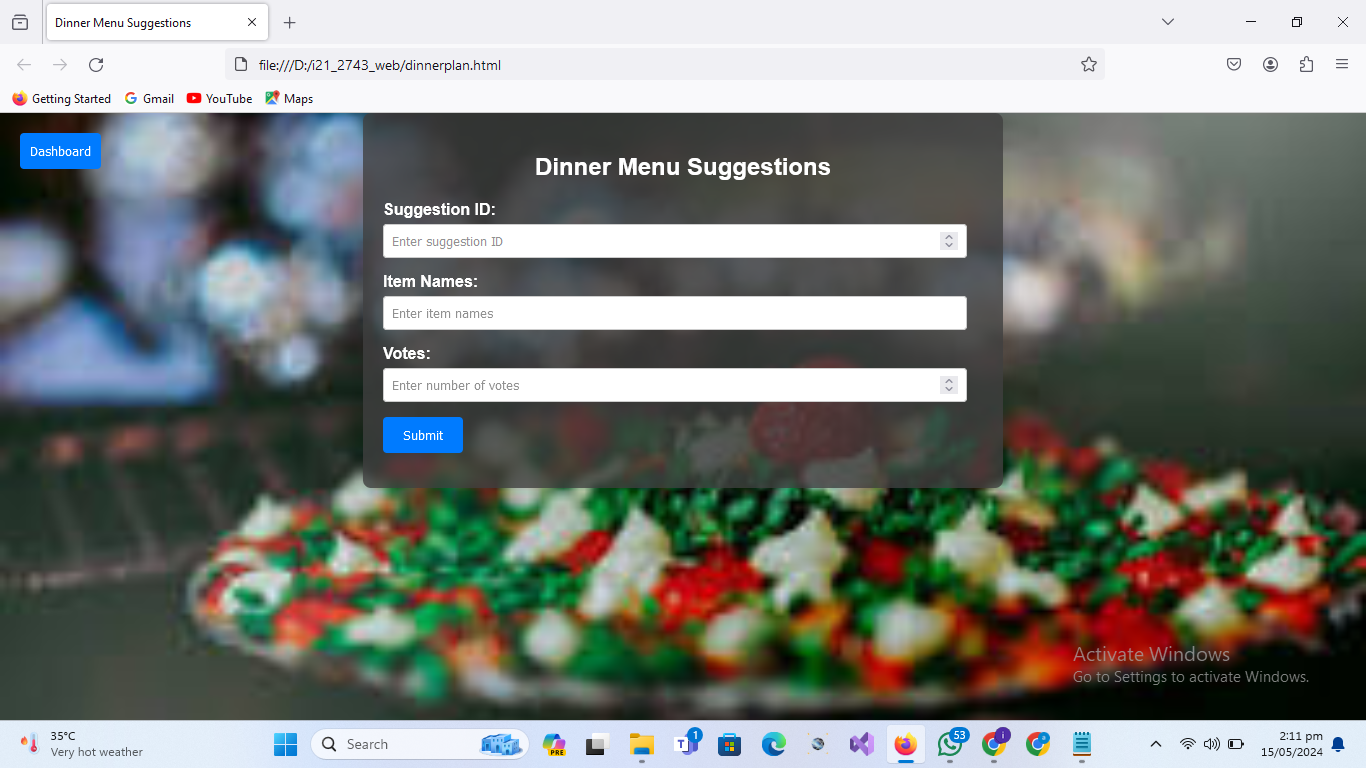 Dinner Menu Suggestions
file:///D:/i21_2743_web/dinnerplan.html
Getting Started
Gmail
YouTube
Maps
Dashboard
Dinner Menu Suggestions
Suggestion ID:
Enter suggestion ID
Item Names:
Enter item names
Votes:
Enter number of votes
Submit
Activate Windows
Go to Settings to activate Windows.
35°C
Very hot weather
Search
PRE
1
53
i
2:11 pm
15/05/2024